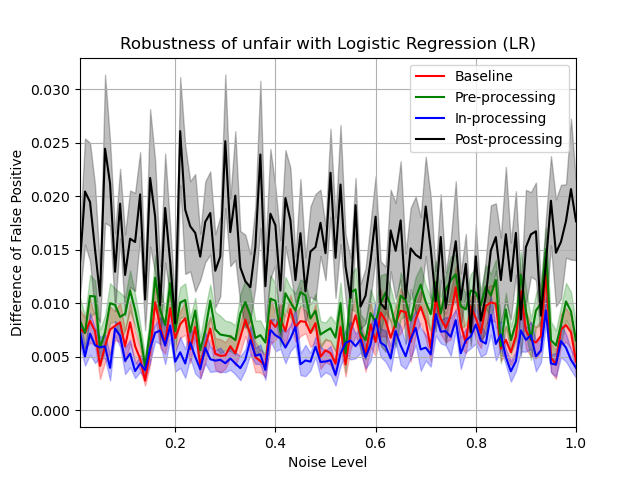 Robustness of unfair with Logistic Regression (LR)
Baseline
Pre-processing
In-processing
Post-processing
Difference of False Positive
0.030
0.025
0.020
0.015
0.010
0.005
0.000
0.2 0.4 0.6 0.8 1.0
Noise Level